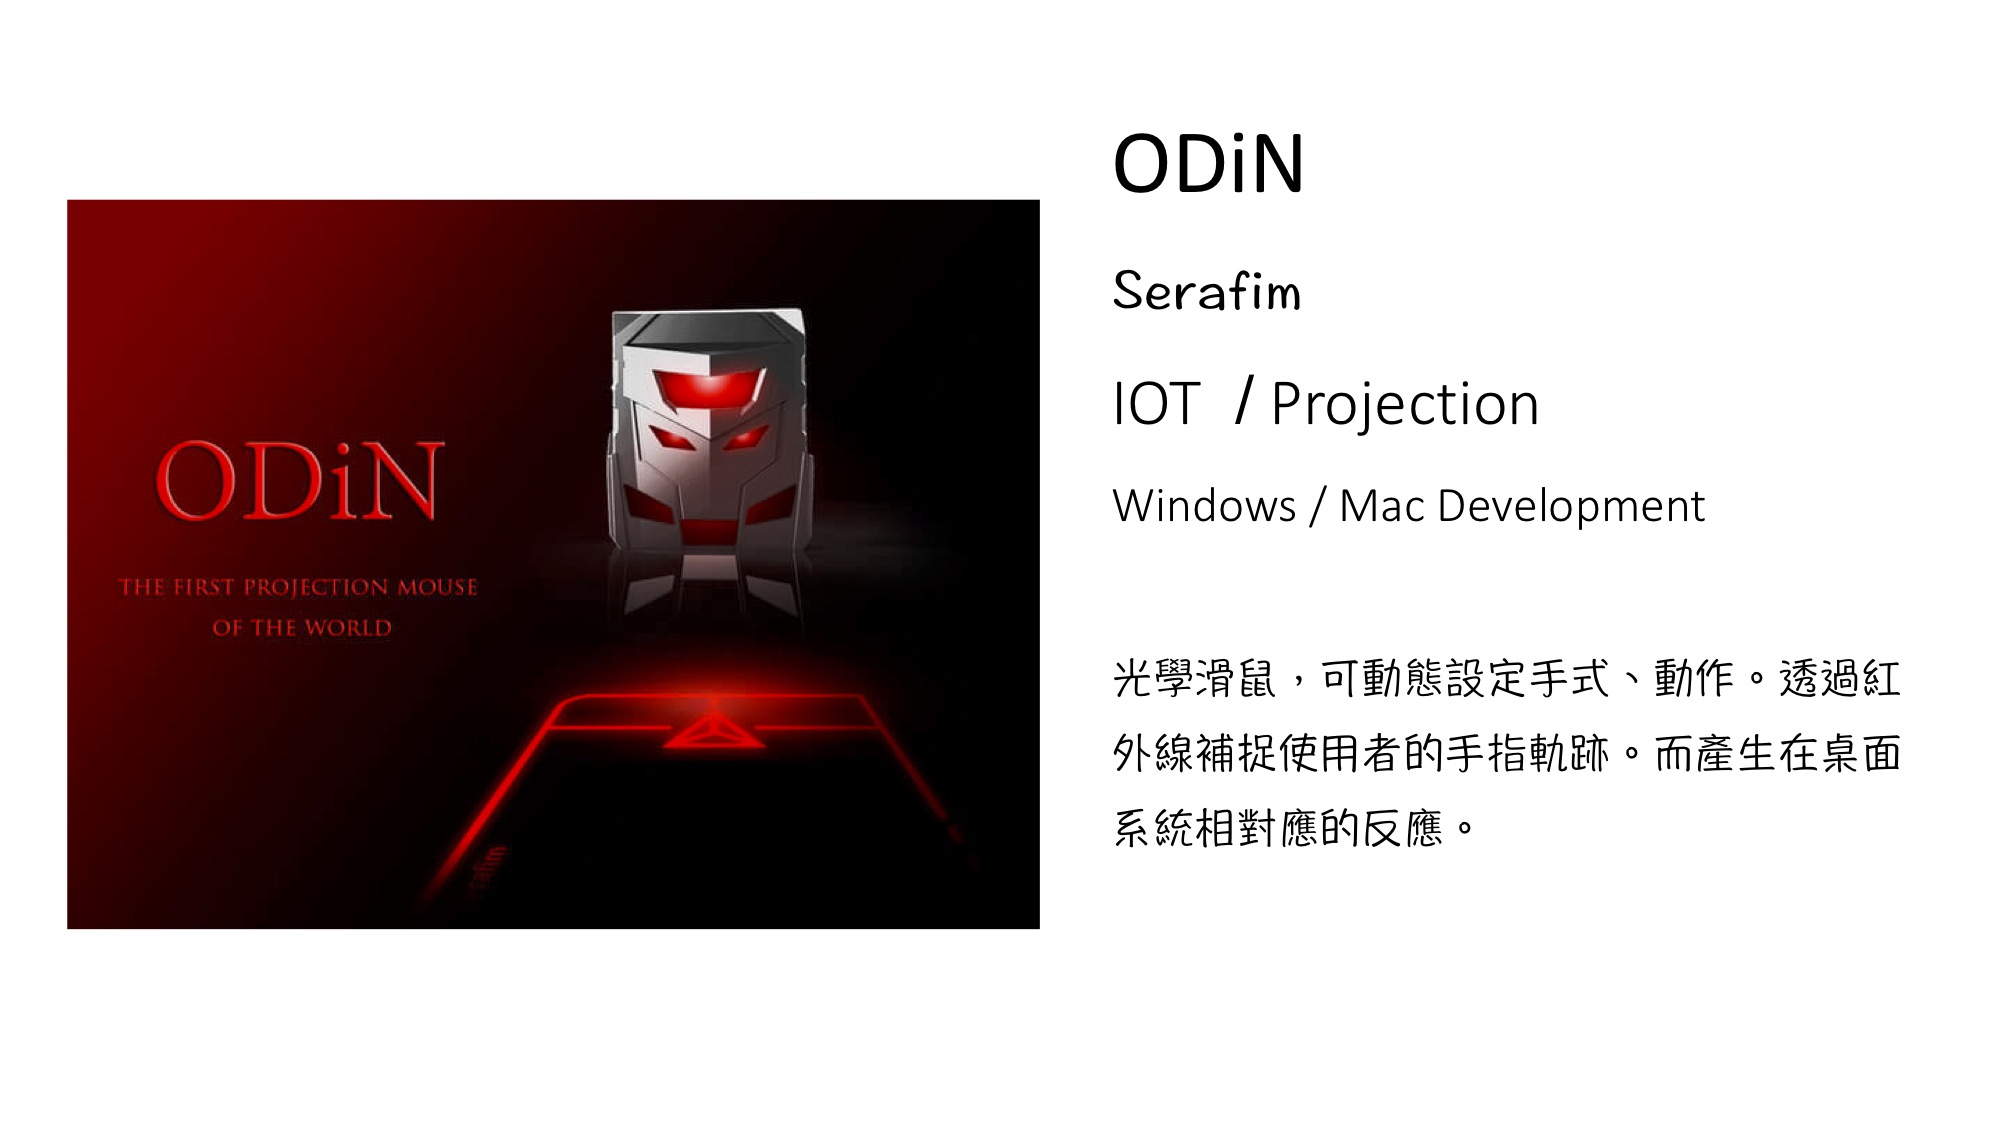 ODiN
THE FIRST PROJECTION MOUSE
OF THE WORLD
ODiN
Serafim
IOT / Projection
Windows / Mac Development
光學滑鼠，可動態設定手式、動作。透過紅
外線補捉使用者的手指軌跡。而產生在桌面
系統相對應的反應。